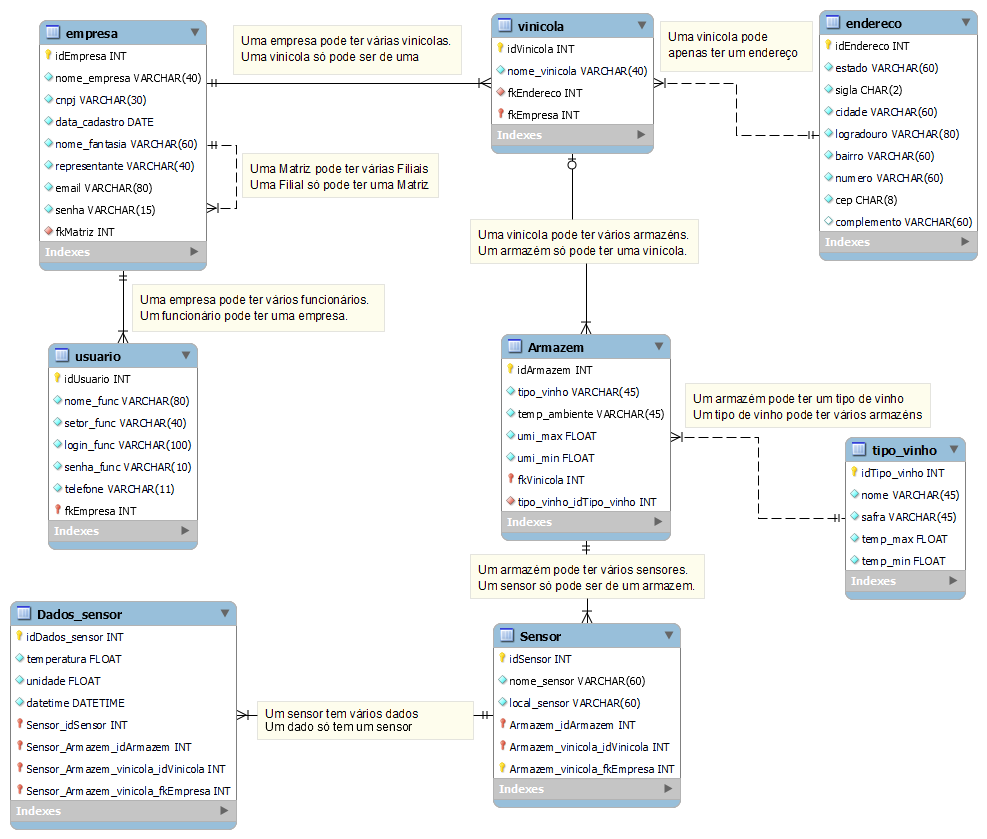 empresa
idEmpresa INT
nome_empresa VARCHAR(40)
cnpj VARCHAR(30)
data_cadastro DATE
nome_fantasia VARCHAR(60)
representante VARCHAR(40)
email VARCHAR(80)
senha VARCHAR(15)
fkMatriz INT
Indexes
Uma empresa pode ter várias vinicolas.
Uma vinicola só pode ser de uma
vinicola
idVinicola INT
nome_vinicola VARCHAR(40)
fkEndereco INT
fkEmpresa INT
Indexes
Uma vinícola pode
apenas ter um endereço
endereco
idEndereco INT
estado VARCHAR(60)
sigla CHAR(2)
cidade VARCHAR(60)
logradouro VARCHAR(80)
bairro VARCHAR(60)
numero VARCHAR(60)
cep CHAR(8)
complemento VARCHAR(60)
Indexes
Uma Matriz pode ter várias Filiais
Uma Filial só pode ter uma Matriz
Uma vinícola pode ter vários armazéns.
Um armazém só pode ter uma vinícola.
Uma empresa pode ter vários funcionários.
Um funcionário pode ter uma empresa.
usuario
idUsuario INT
nome_func VARCHAR(80)
setor_func VARCHAR(40)
login_func VARCHAR(100)
senha_func VARCHAR(10)
telefone VARCHAR(11)
fkEmpresa INT
Indexes
Armazem
idArmazem INT
tipo_vinho VARCHAR(45)
temp_ambiente VARCHAR(45)
umi_max FLOAT
umi_min FLOAT
fkVinicola INT
tipo_vinho_idTipo_vinho INT
Indexes
Um armazém pode ter um tipo de vinho
Um tipo de vinho pode ter vários armazéns
tipo_vinho
idTipo_vinho INT
nome VARCHAR(45)
safra VARCHAR(45)
temp_max FLOAT
temp_min FLOAT
Indexes
Um armazém pode ter vários sensores.
Um sensor só pode ser de um armazem.
Dados_sensor
idDados_sensor INT
temperatura FLOAT
unidade FLOAT
datetime DATETIME
Sensor_idSensor INT
Sensor_Armazem_idArmazem INT
Sensor_Armazem_vinicola_idVinicola INT
Sensor_Armazem_vinicola_fkEmpresa INT
Indexes
Um sensor tem vários dados
Um dado só tem um sensor
Sensor
idSensor INT
nome_sensor VARCHAR(60)
local_sensor VARCHAR(60)
Armazem_idArmazem INT
Armazem_vinicola_idVinicola INT
Armazem_vinicola_fkEmpresa INT
Indexes